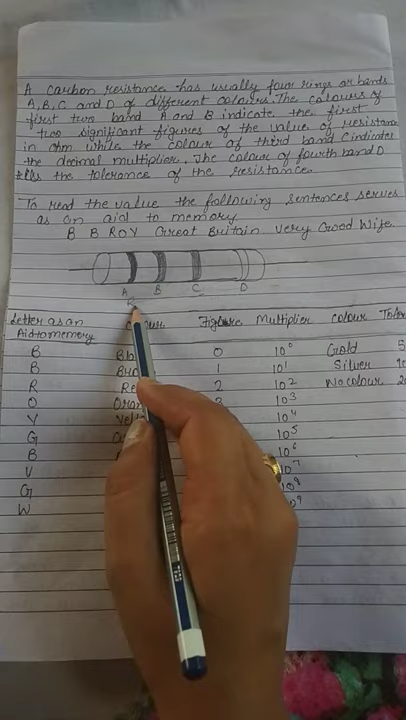 A carbon resistance has usually four rings or bands
A, B, C and D of different colours. The colours of
first two band A and B indicate the first
two significant figures of the value of resistance
in ohm while the colour of third band C indicates
the decimal multiplier. The colour of fourth band D
tells the tolerance of the resistance.
To read the value the following sentences serves
as an aid to memory
B B ROY Great Britain Very Good Wife
A B C D
R
Letter as an Figure Multiplier colour
Aid to memory
B 0 10⁰ Gold
B 1 10¹ Silver
R 2 10² No colour
O 10³
Y 10⁴
G 10⁵
B 10⁶
V 10⁷
G 10⁸
W